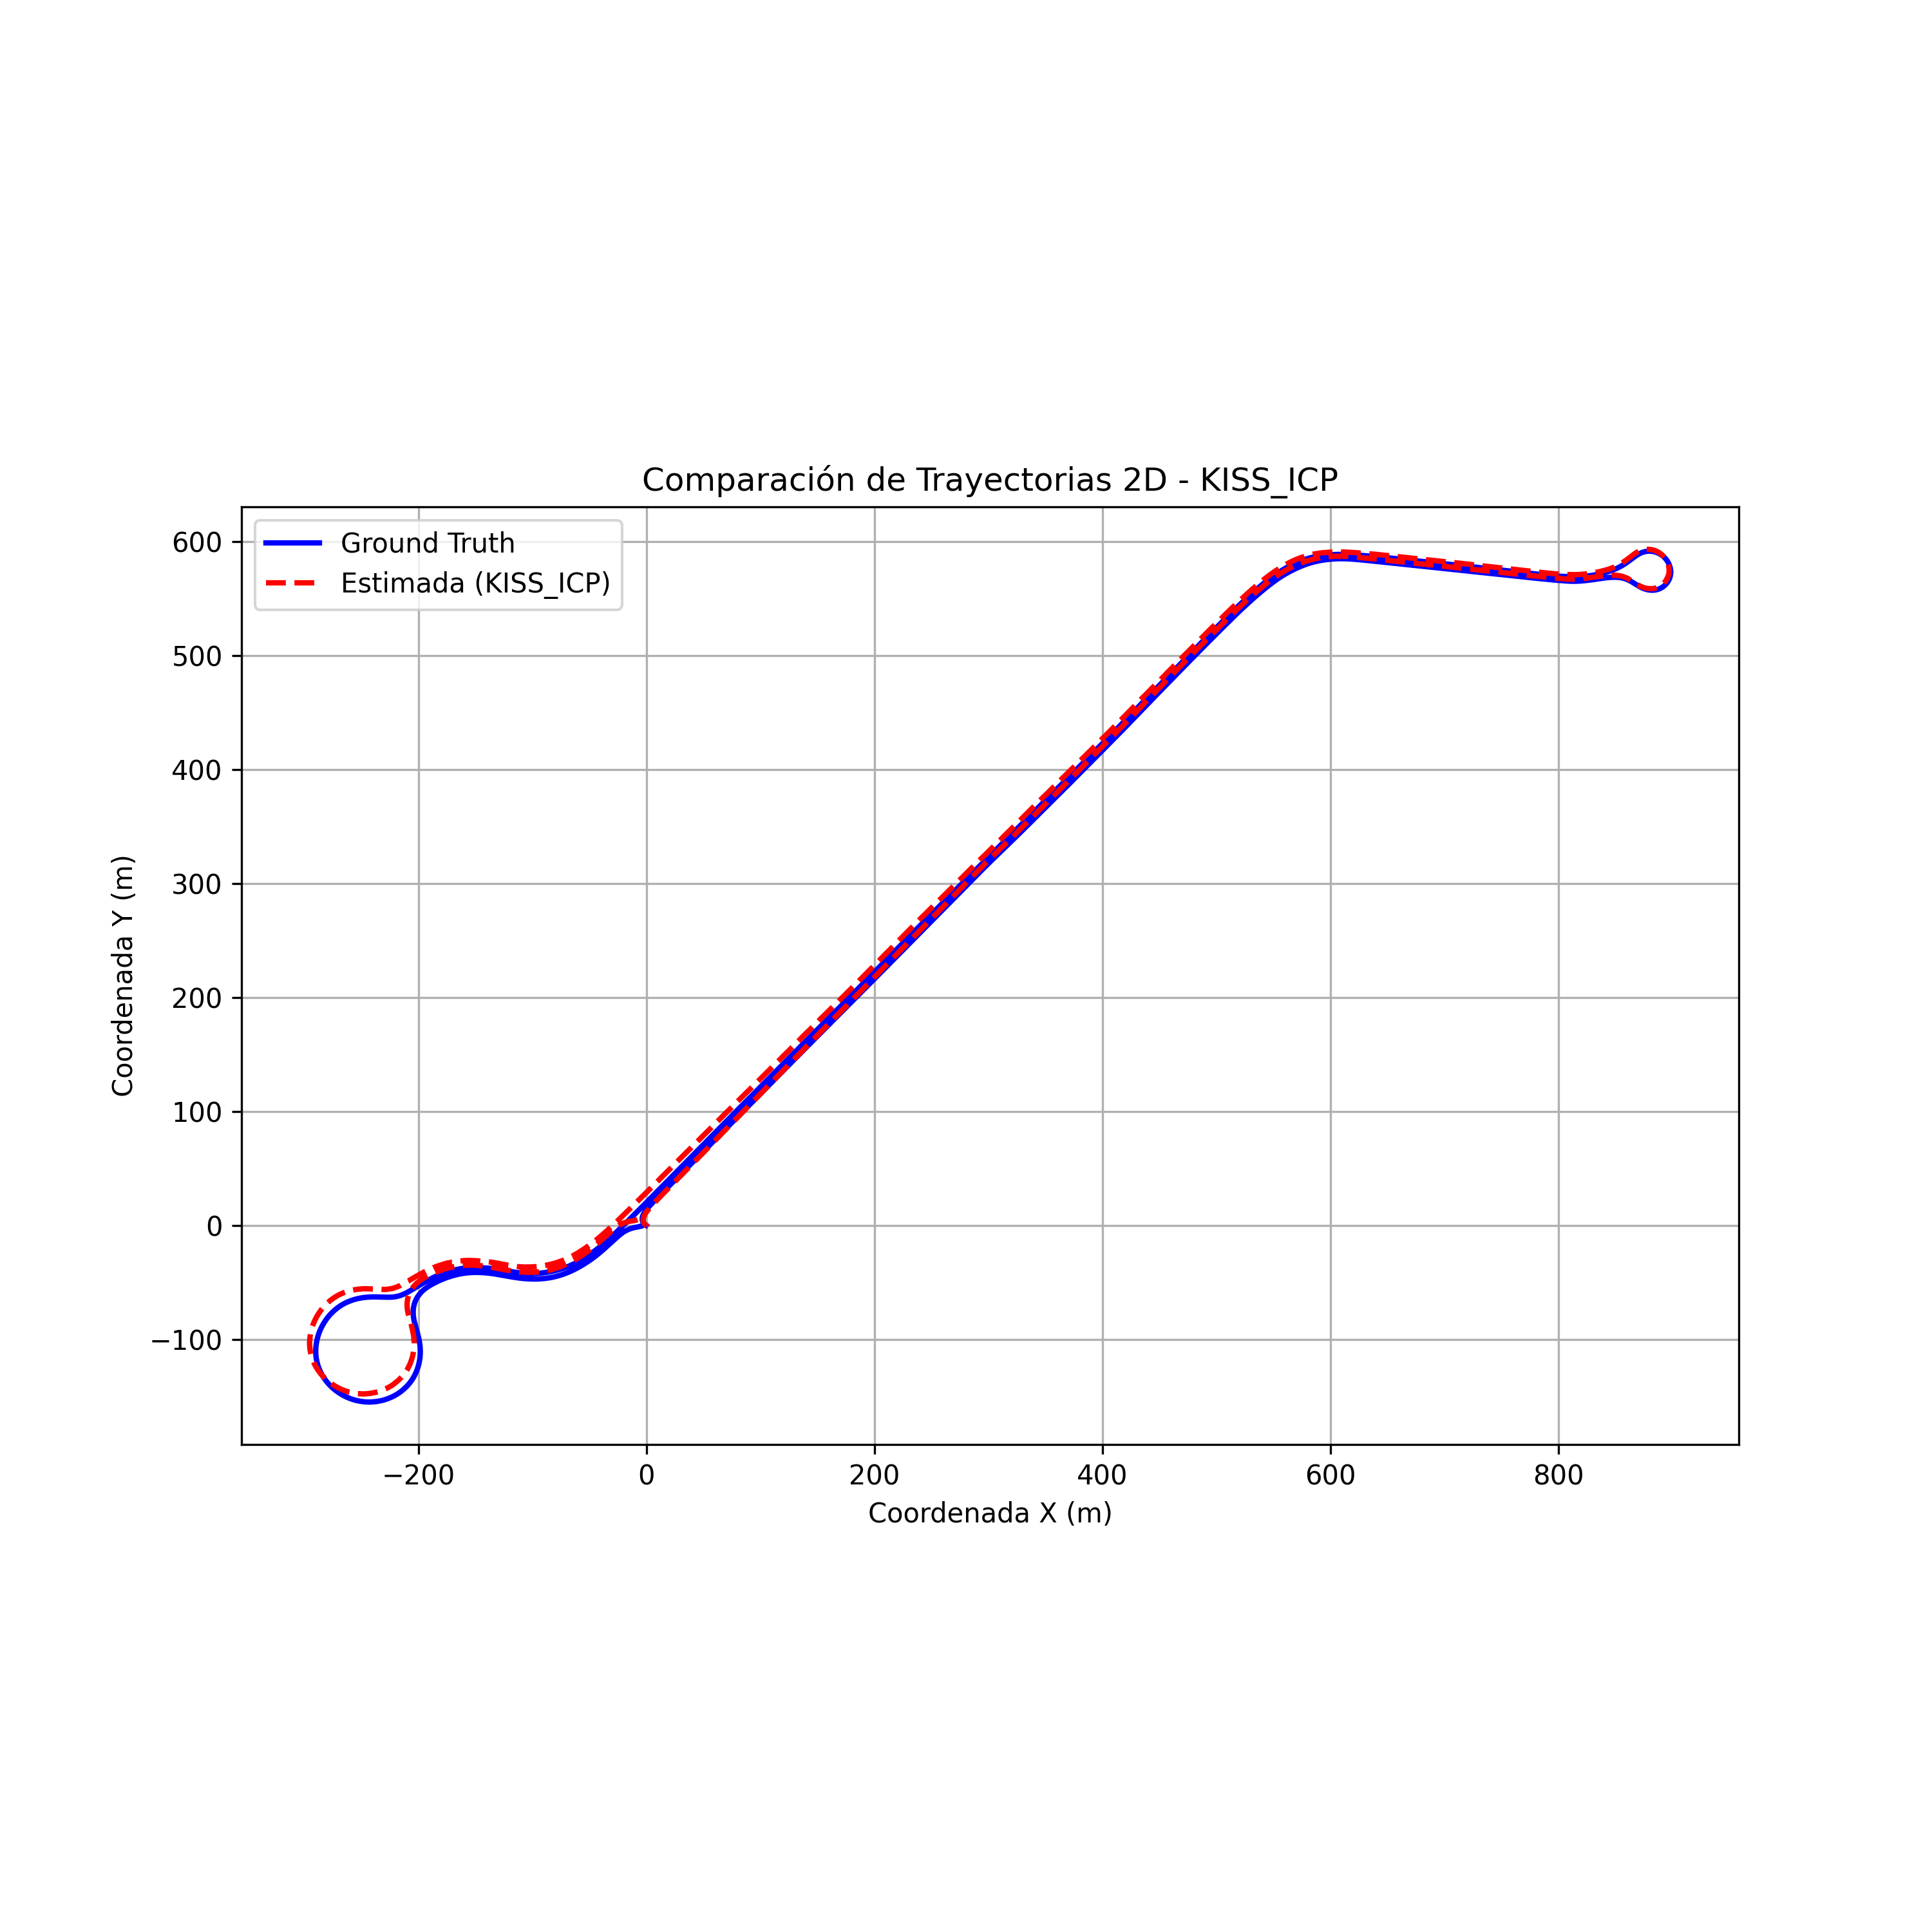 Comparación de Trayectorias 2D - KISS_ICP
Ground Truth
Estimada (KISS_ICP)
600
500
400
300
200
100
0
−100
Coordenada Y (m)
−200
0
200
400
600
800
Coordenada X (m)